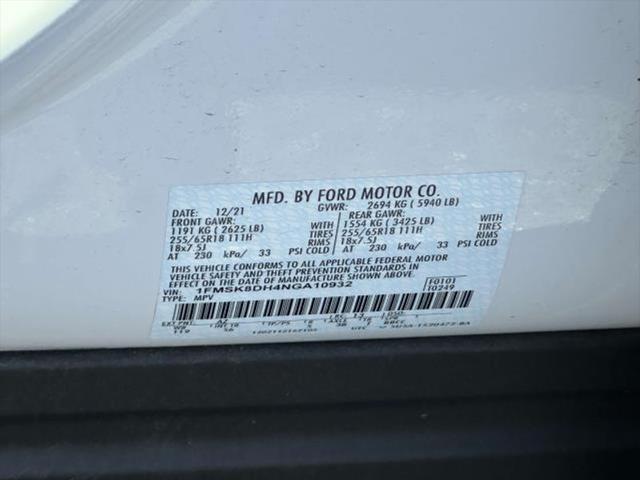 MFD. BY FORD MOTOR CO.
DATE: 12/21 GVWR: 2694 KG ( 5940 LB)
FRONT GAWR: REAR GAWR:
1191 KG ( 2625 LB) 1554 KG ( 3425 LB)
255/65R18 111H TIRES 255/65R18 111H TIRES
18x7.5J RIMS 18x7.5J RIMS
AT 230 kPa/ 33 PSI COLD AT 230 kPa/ 33 PSI COLD
THIS VEHICLE CONFORMS TO ALL APPLICABLE FEDERAL MOTOR
VEHICLE SAFETY AND THEFT PREVENTION STANDARDS IN
EFFECT ON THE DATE OF MANUFACTURE SHOWN ABOVE.
VIN: 1FMSK8DH4NGA10932 F0101
TYPE: MPV T0249